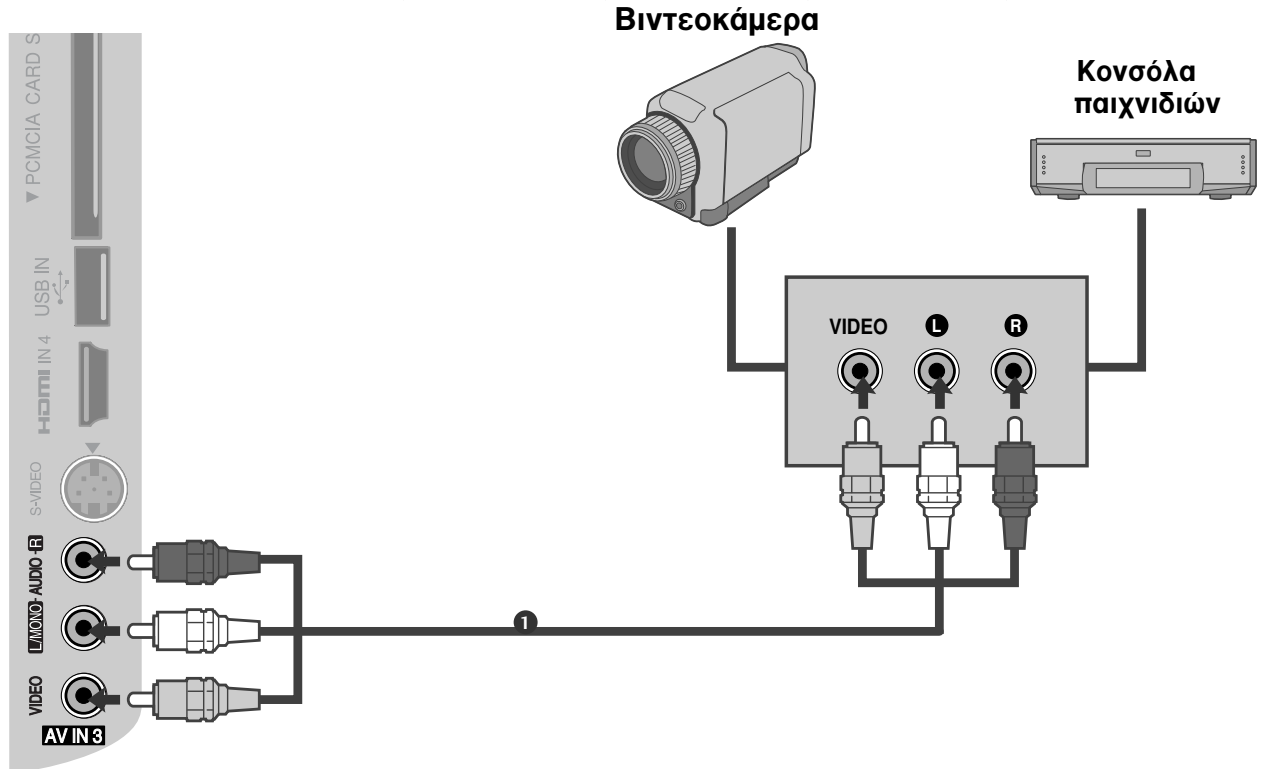 Βιντεοκάμερα
Κονσόλα
παιχνιδιών
VIDEO L R
▼ PCMCIA CARD S
USB IN
HDMI IN 4
S-VIDEO
L/MONO-AUDIO-R
VIDEO
AV IN 3
1